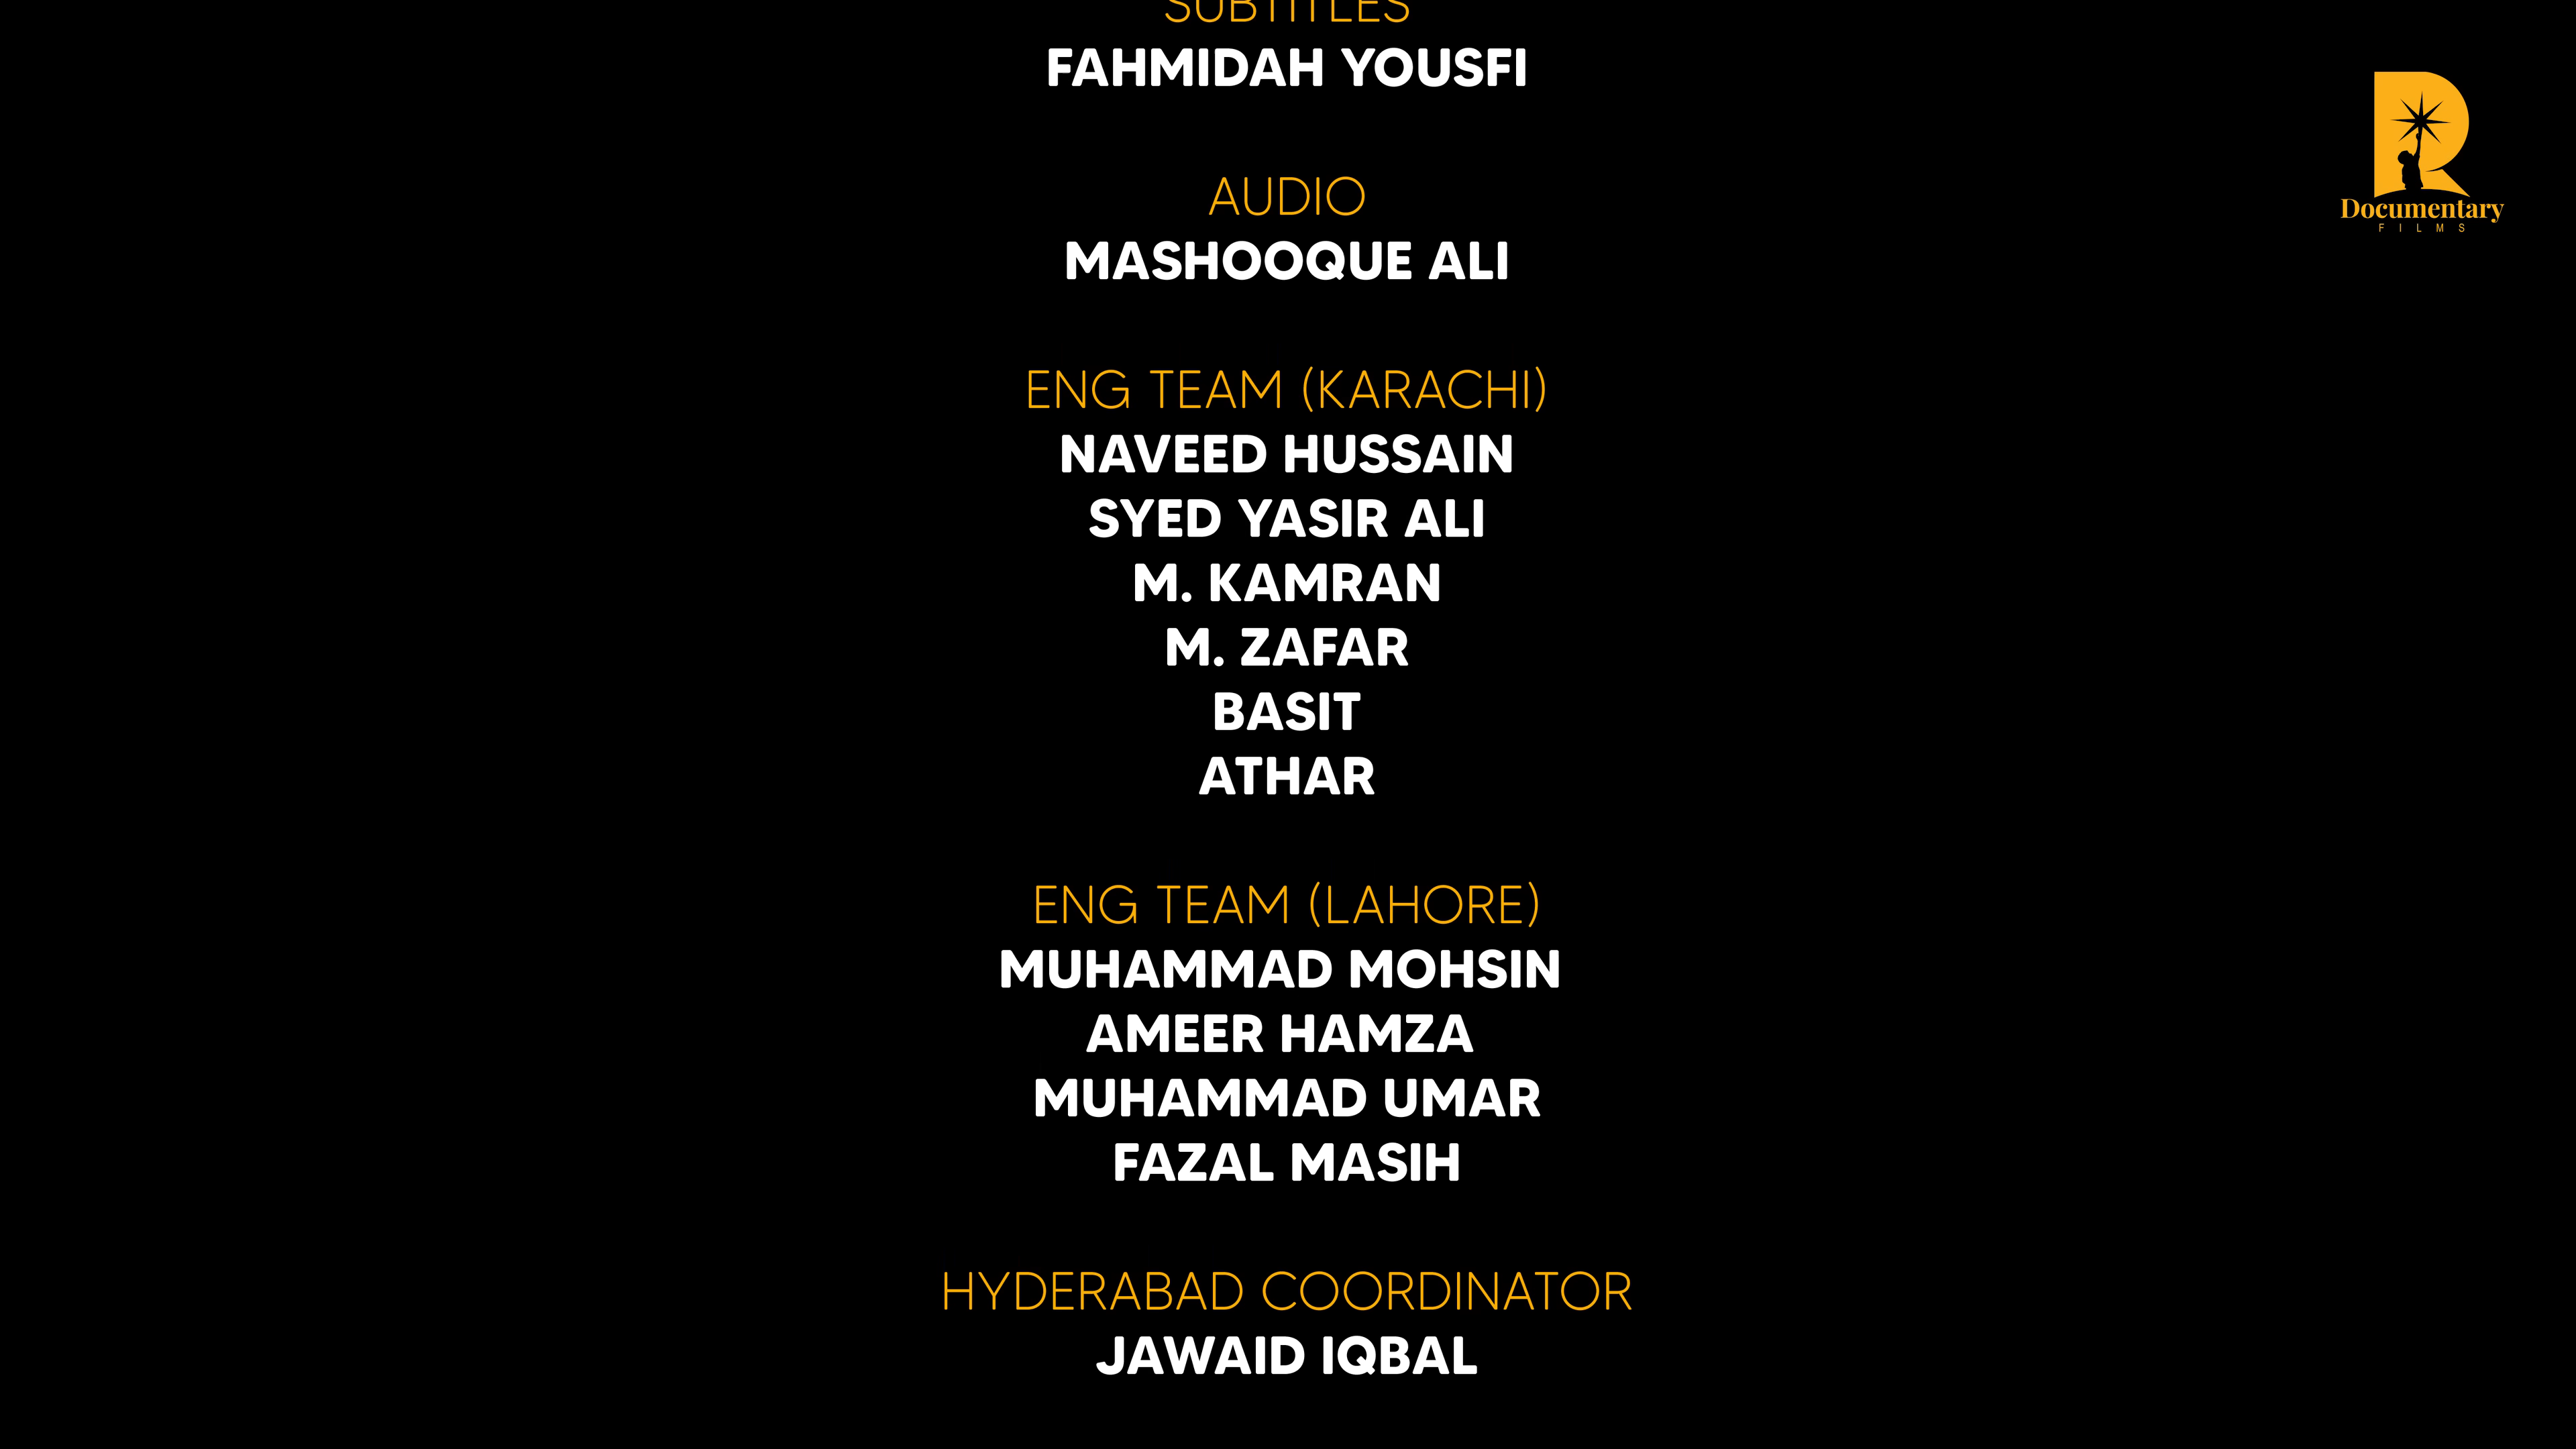 SUBTITLES
FAHMIDAH YOUSFI
AUDIO
MASHOOQUE ALI
ENG TEAM (KARACHI)
NAVEED HUSSAIN
SYED YASIR ALI
M. KAMRAN
M. ZAFAR
BASIT
ATHAR
ENG TEAM (LAHORE)
MUHAMMAD MOHSIN
AMEER HAMZA
MUHAMMAD UMAR
FAZAL MASIH
HYDERABAD COORDINATOR
JAWAID IQBAL
R
Documentary
FILMS